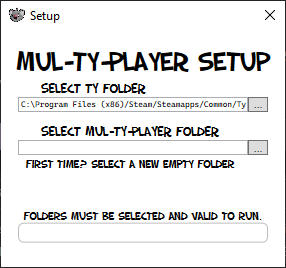 Setup
MUL-TY-PLAYER SETUP
SELECT TY FOLDER
C:\Program Files (x86)/Steam/Steamapps/Common/Ty
...
SELECT MUL-TY-PLAYER FOLDER
...
FIRST TIME? SELECT A NEW EMPTY FOLDER
FOLDERS MUST BE SELECTED AND VALID TO RUN.